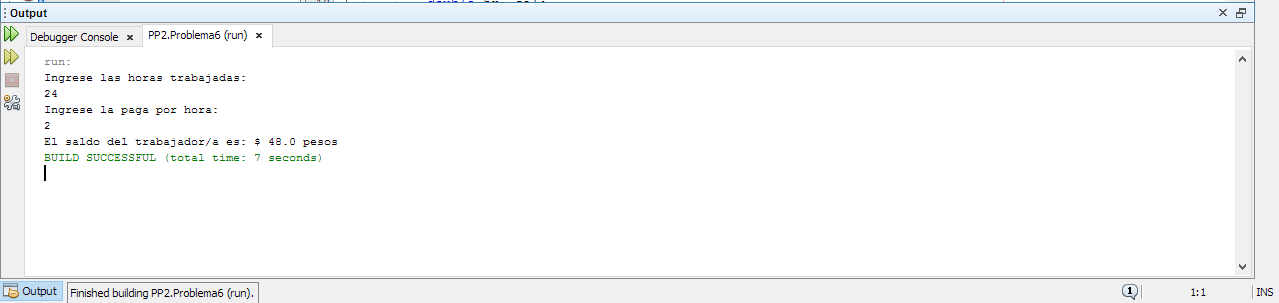 Output
Debugger Console
PP2.Problema6 (run)
run:
Ingrese las horas trabajadas:
24
Ingrese la paga por hora:
2
El saldo del trabajador/a es: $ 48.0 pesos
BUILD SUCCESSFUL (total time: 7 seconds)
Output
Finished building PP2.Problema6 (run).
1
1:1
INS